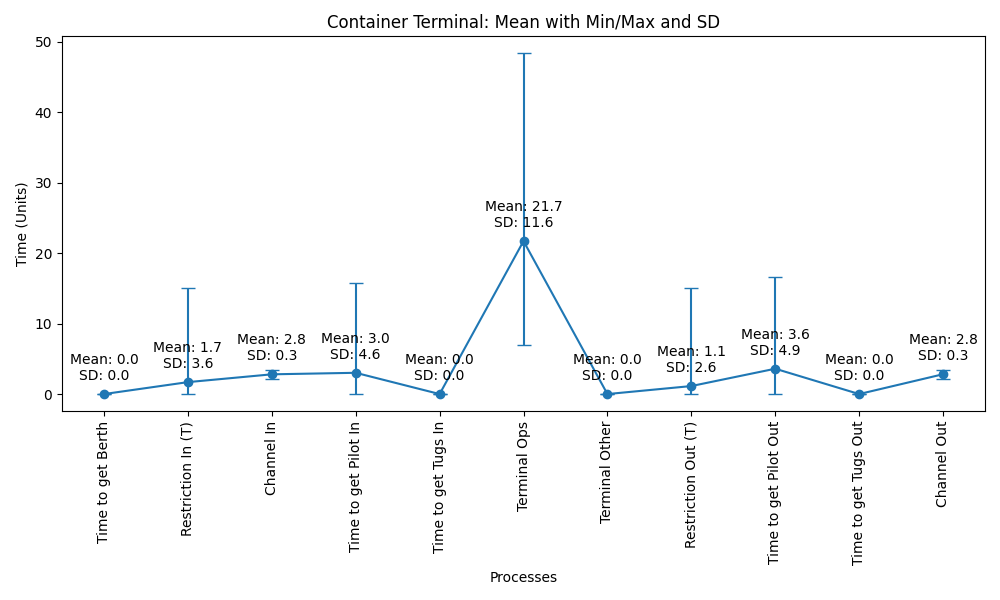 Container Terminal: Mean with Min/Max and SD
50
40
30
20
10
0
Time (Units)
Mean: 0.0
SD: 0.0
Mean: 1.7
SD: 3.6
Mean: 2.8
SD: 0.3
Mean: 3.0
SD: 4.6
Mean: 0.0
SD: 0.0
Mean: 21.7
SD: 11.6
Mean: 0.0
SD: 0.0
Mean: 1.1
SD: 2.6
Mean: 3.6
SD: 4.9
Mean: 0.0
SD: 0.0
Mean: 2.8
SD: 0.3
Time to get Berth
Restriction In (T)
Channel In
Time to get Pilot In
Time to get Tugs In
Terminal Ops
Terminal Other
Restriction Out (T)
Time to get Pilot Out
Time to get Tugs Out
Channel Out
Processes